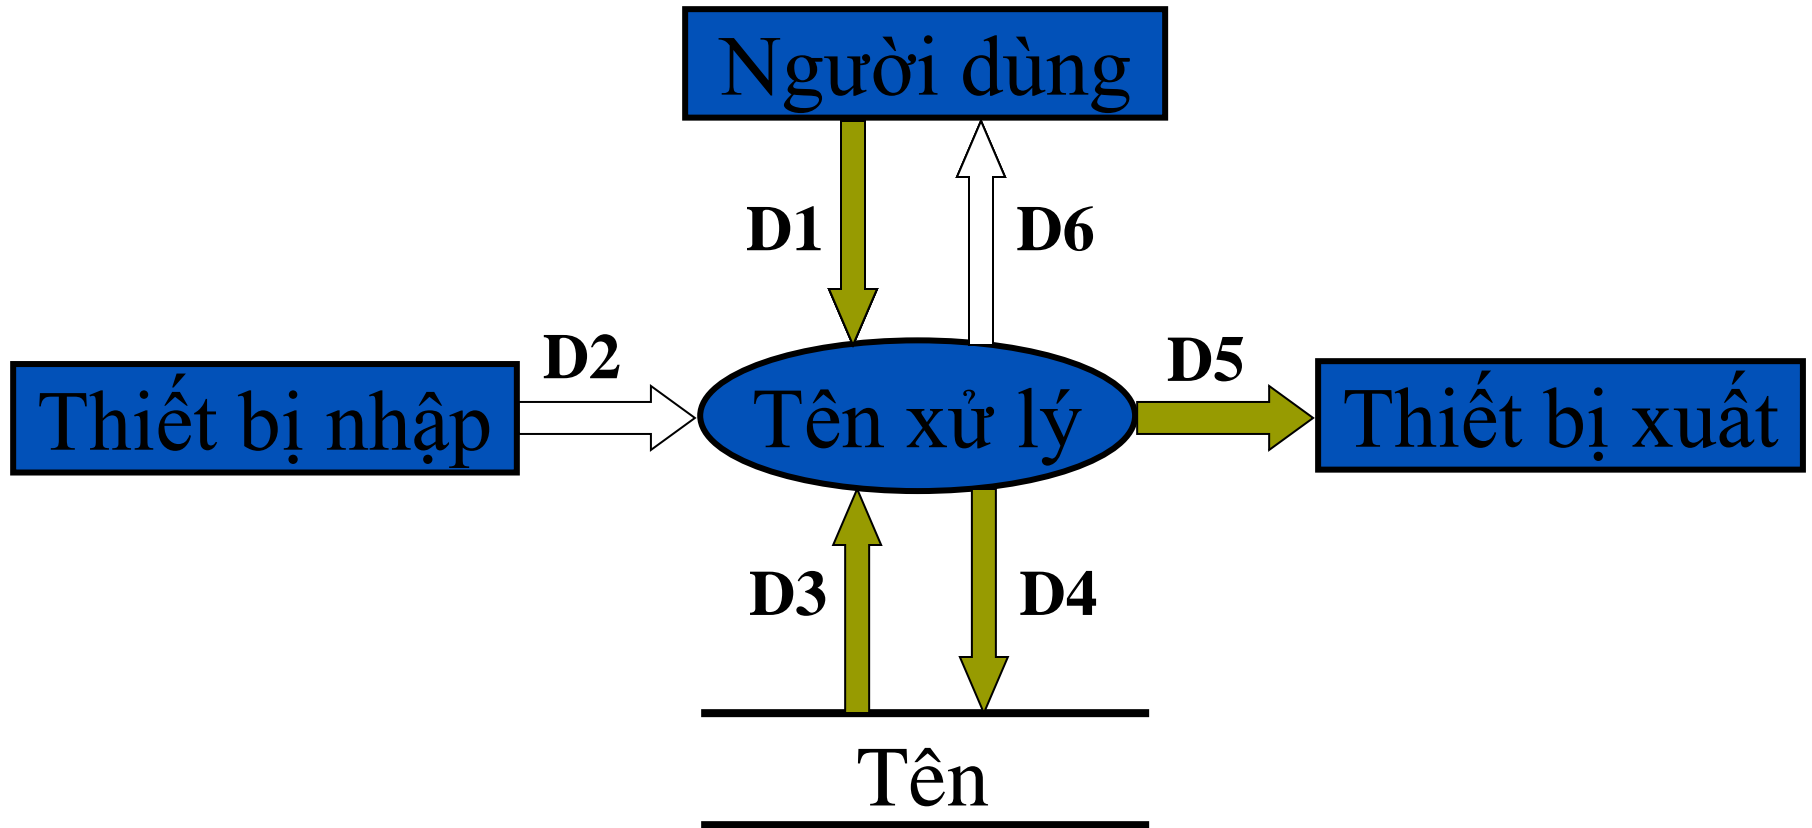 Người dùng
D1
D6
D2
D5
Thiết bị nhập
Tên xử lý
Thiết bị xuất
D3
D4
Tên